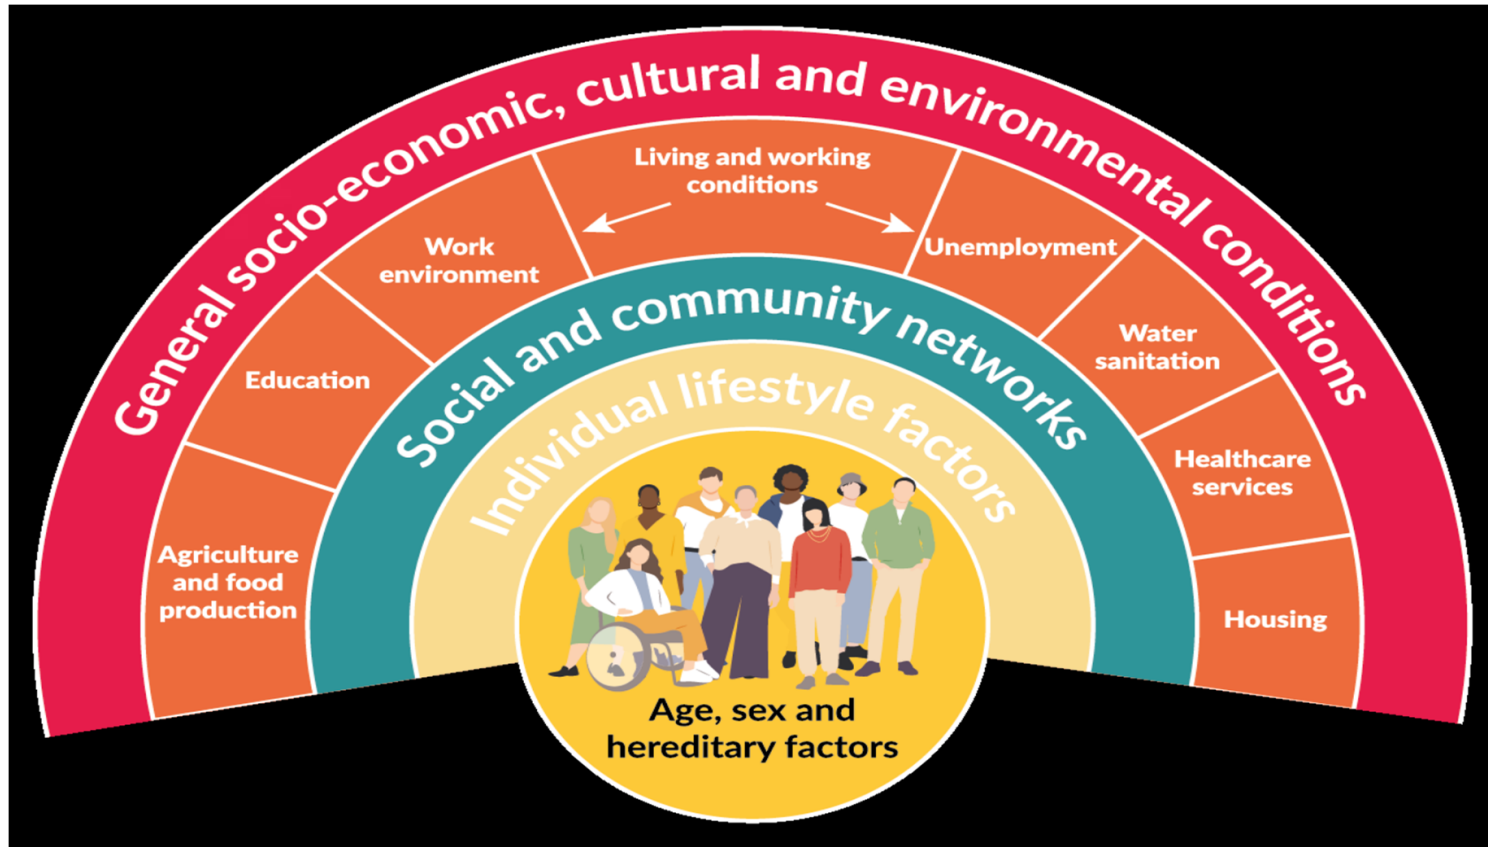 General socio-economic, cultural and environmental conditions
Living and working
conditions
Work
environment
Unemployment
Education
Water
sanitation
Agriculture
and food
production
Healthcare
services
Housing
Social and community networks
Individual lifestyle factors
Age, sex and
hereditary factors